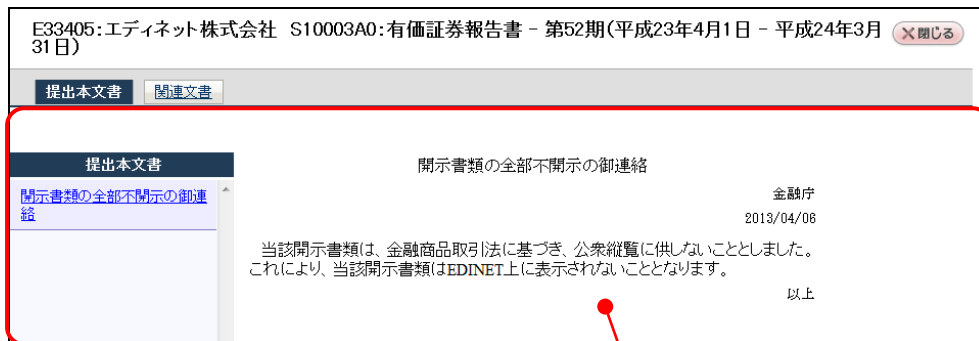 E33405:エディネット株式会社 S10003A0:有価証券報告書 - 第52期(平成23年4月1日 - 平成24年3月
31日)
×閉じる
提出本文書 関連文書
提出本文書
開示書類の全部不開示の御連
絡
開示書類の全部不開示の御連絡
金融庁
2013/04/06
当該開示書類は、金融商品取引法に基づき、公衆縦覧に供しないこととしました。
これにより、当該開示書類はEDINET上に表示されないこととなります。
以上